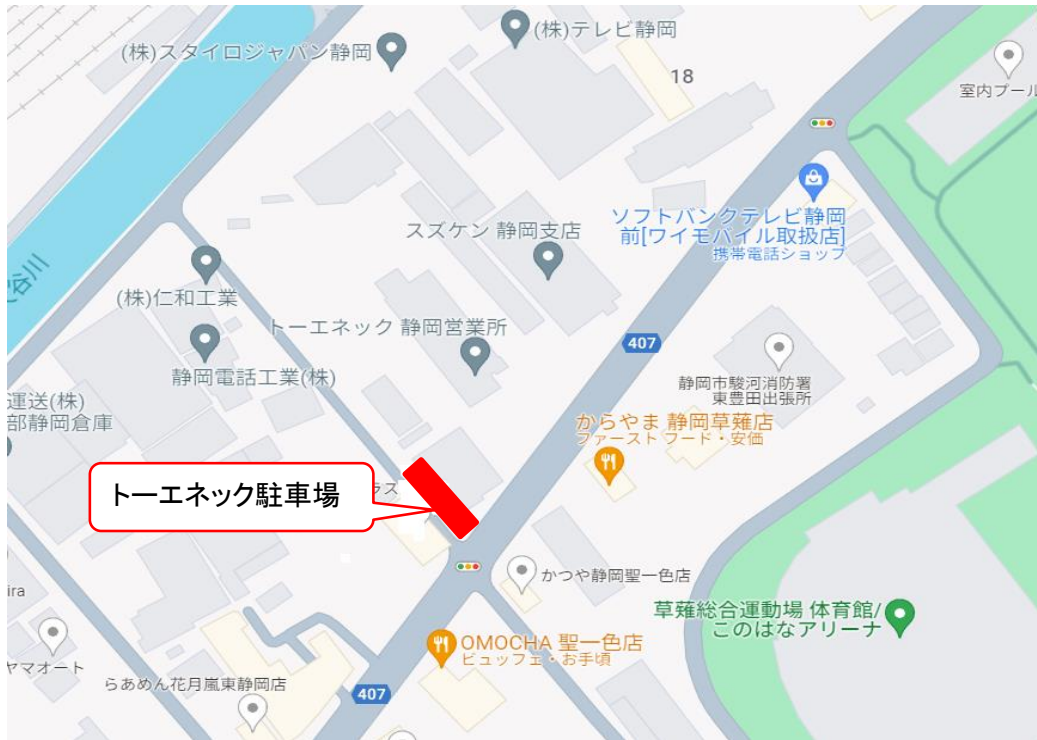 (株)テレビ静岡
(株)スタイロジャパン静岡
18
室内プール
ソフトバンクテレビ静岡
前[ワイモバイル取扱店]
携帯電話ショップ
スズケン 静岡支店
(株)仁和工業
トーエネック 静岡営業所
407
静岡電話工業(株)
静岡市駿河消防署
東豊田出張所
運送(株)
部静岡倉庫
からやま 静岡草薙店
ファーストフード・安価
トーエネック駐車場
ラス
かつや静岡聖一色店
ira
草薙総合運動場 体育館/
このはなアリーナ
OMOCHA 聖一色店
ビュッフェ・お手頃
ヤマオート
らあめん花月嵐東静岡店
407